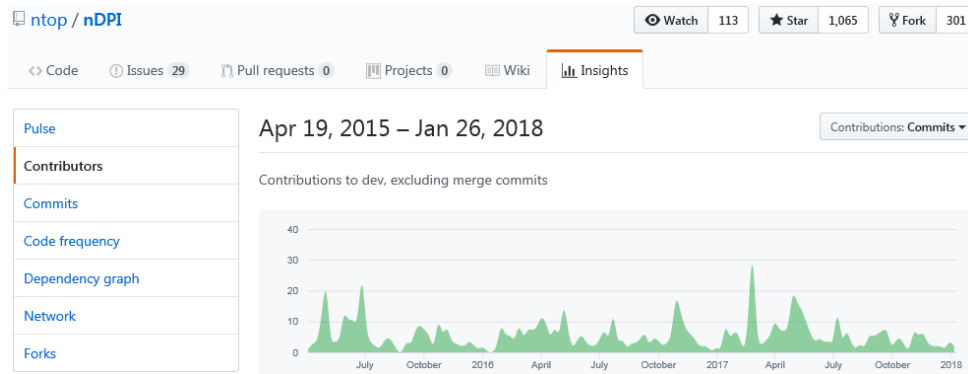 ntop / nDPI
Watch 113 Star 1,065 Fork 301
Code Issues 29 Pull requests 0 Projects 0 Wiki Insights
Pulse
Contributors
Commits
Code frequency
Dependency graph
Network
Forks
Apr 19, 2015 – Jan 26, 2018
Contributions: Commits
Contributions to dev, excluding merge commits
40
30
20
10
0
July October 2016 April July October 2017 April July October 2018